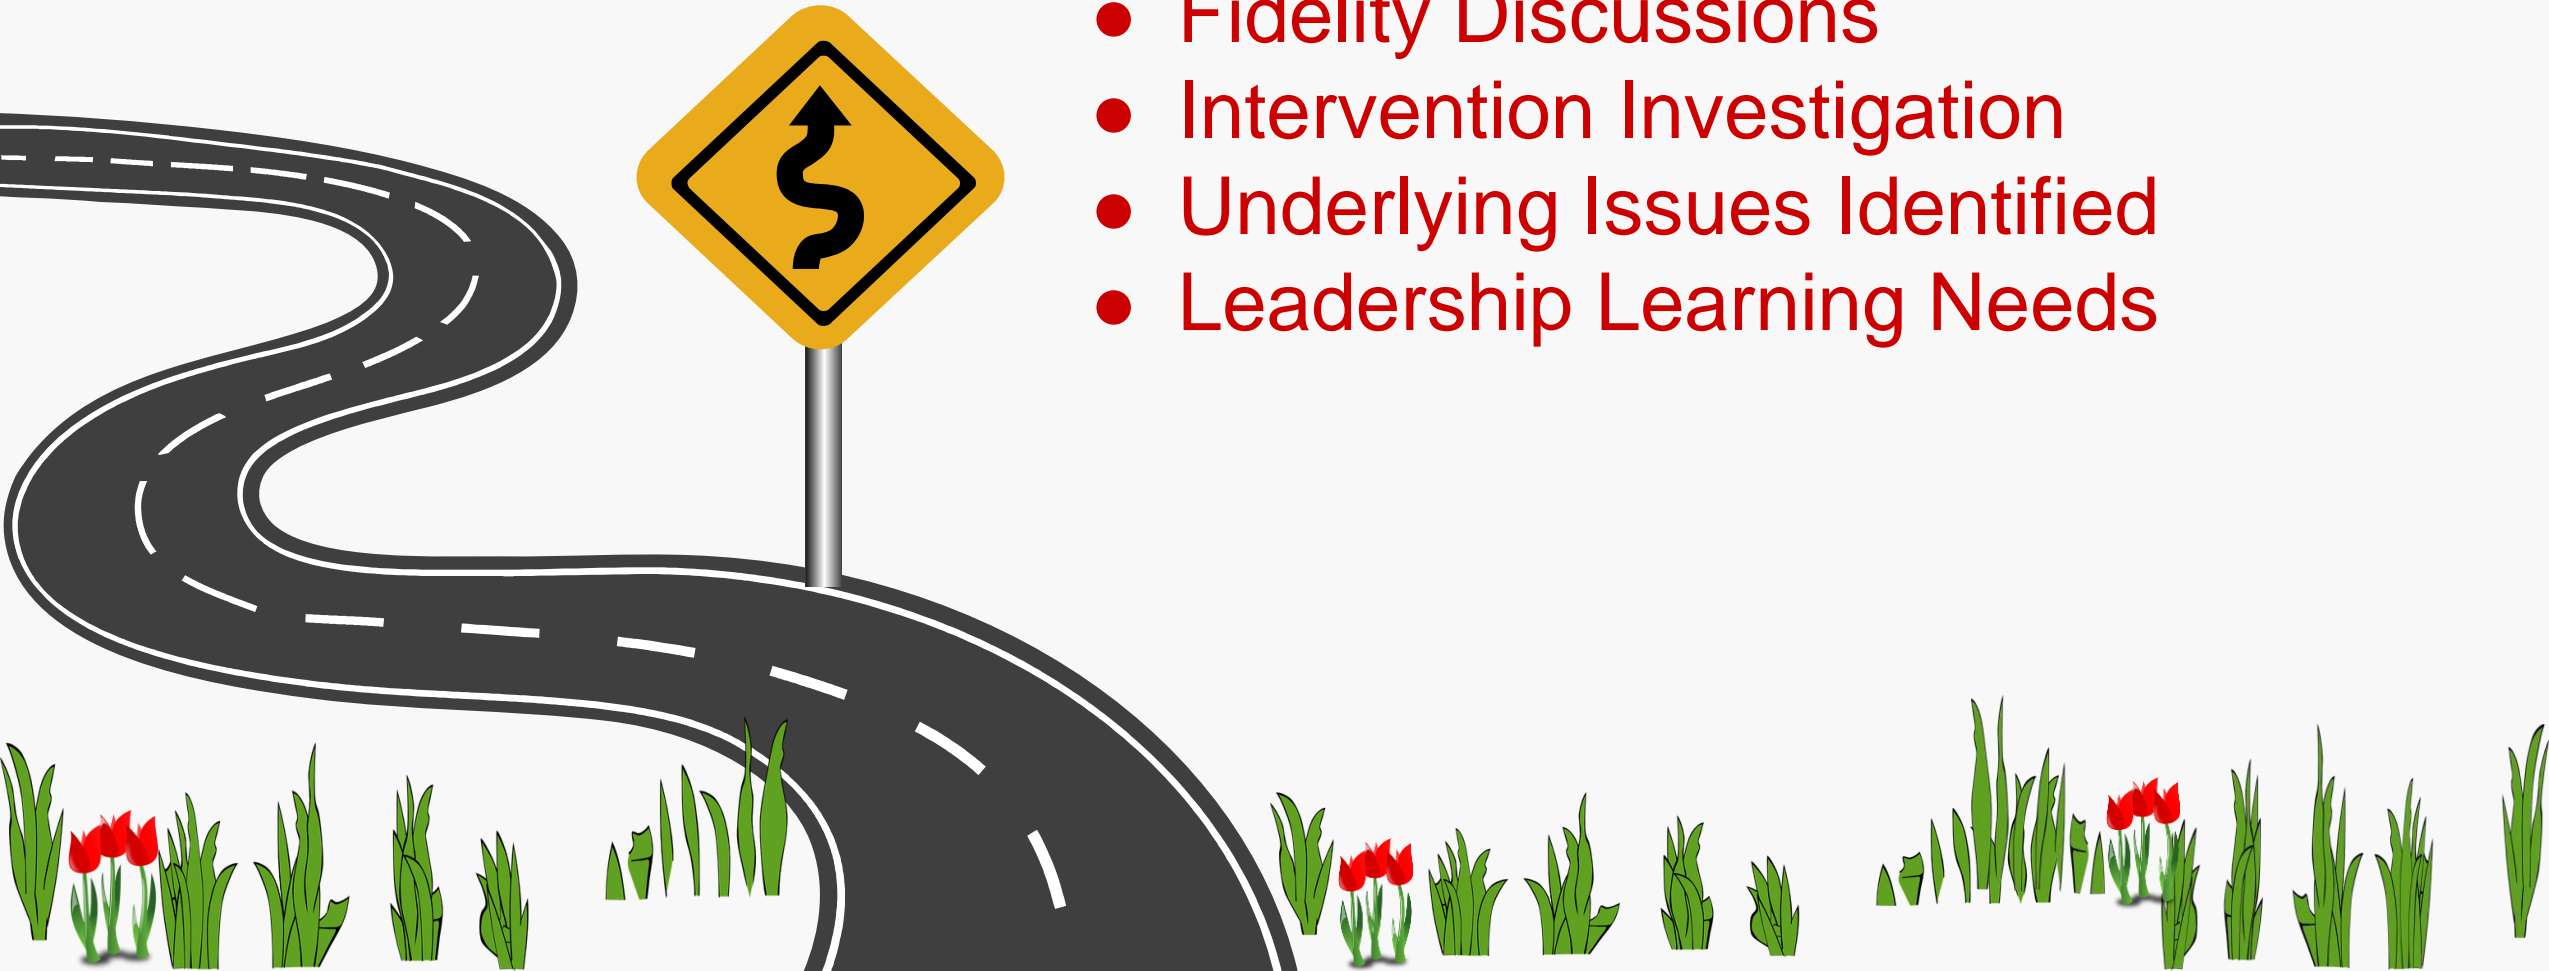 ● Fidelity Discussions
● Intervention Investigation
● Underlying Issues Identified
● Leadership Learning Needs